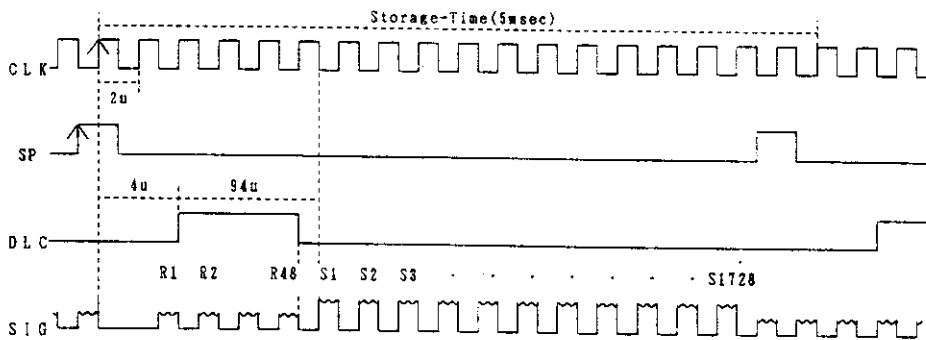 Storage-Time(5msec)
CLK
2u
SP
4u 94u
DLC
R1 R2 R48 S1 S2 S3 . . . . . . . S1728
SIG